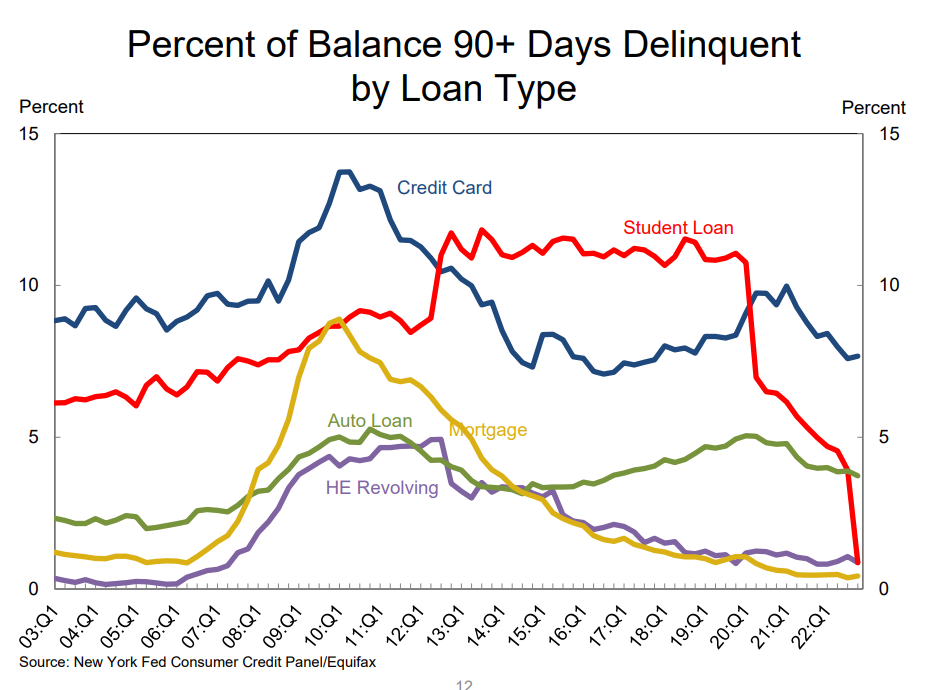 Percent of Balance 90+ Days Delinquent
by Loan Type
Percent
Percent
15
15
Credit Card
Student Loan
10
10
Auto Loan
Mortgage
5
5
HE Revolving
0
0
03:Q1
04:Q1
05:Q1
06:Q1
07:Q1
08:Q1
09:Q1
10:Q1
11:Q1
12:Q1
13:Q1
14:Q1
15:Q1
16:Q1
17:Q1
18:Q1
19:Q1
20:Q1
21:Q1
22:Q1
Source: New York Fed Consumer Credit Panel/Equifax
12